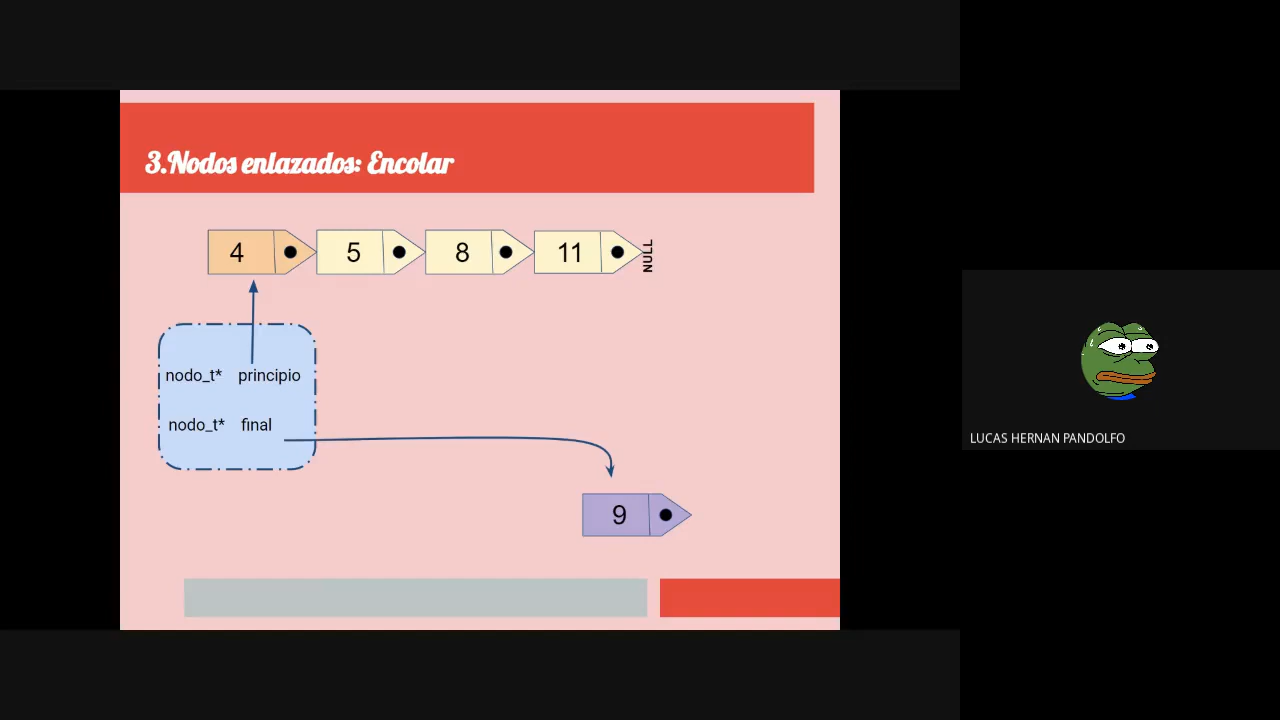 3.Nodos enlazados: Encolar
4 5 8 11 NULL
nodo_t* principio
nodo_t* final
9
LUCAS HERNAN PANDOLFO